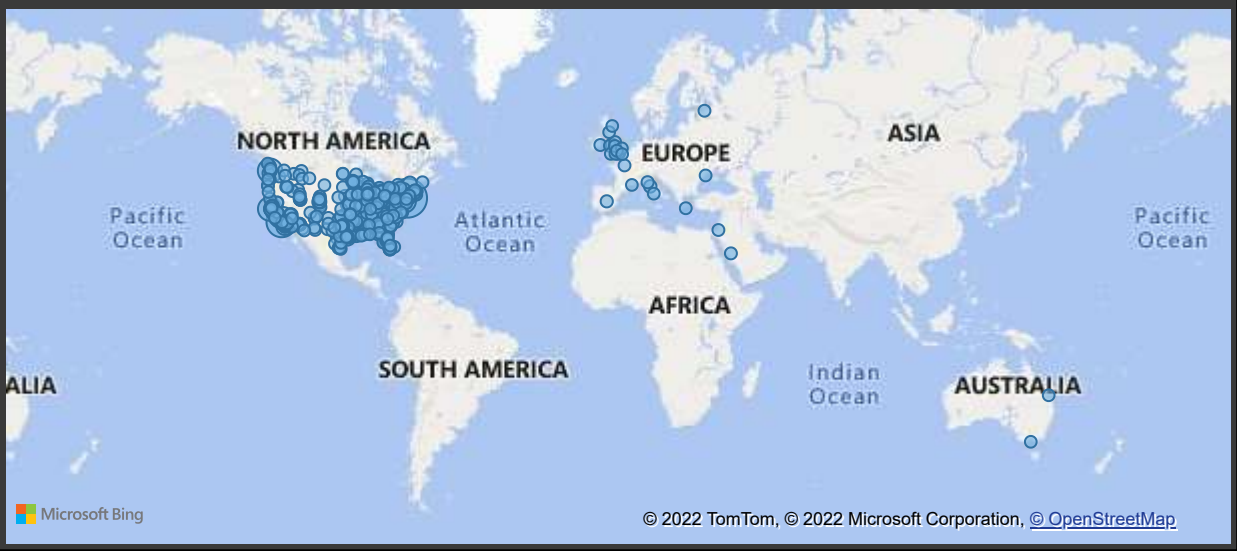 NORTH AMERICA
ASIA
EUROPE
Pacific
Ocean
Atlantic
Ocean
Pacific
Ocean
AFRICA
SOUTH AMERICA
Indian
Ocean
ALIA
AUSTRALIA
Microsoft Bing
© 2022 TomTom, © 2022 Microsoft Corporation, © OpenStreetMap